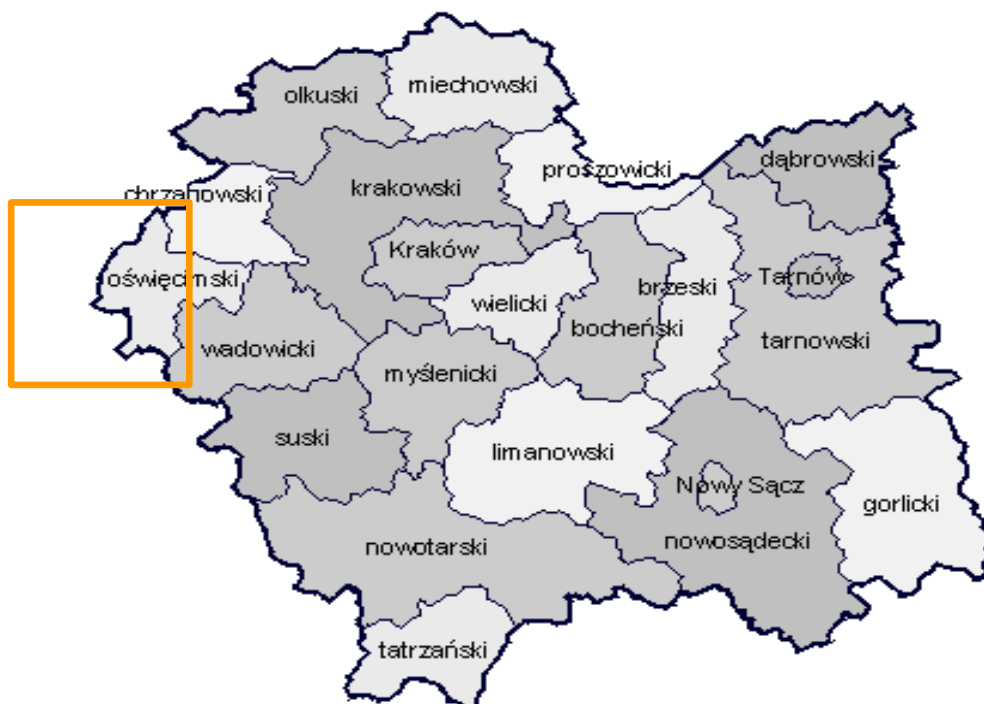 miechowski
olkuski
dąbrowski
proszowicki
chrzanowski
krakowski
Kraków
oświęcimski
Tarnów
brzeski
wielicki
bocheński
tarnowski
wadowicki
myślenicki
suski
limanowski
Nowy Sącz
gorlicki
nowosądecki
nowotarski
tatrzański